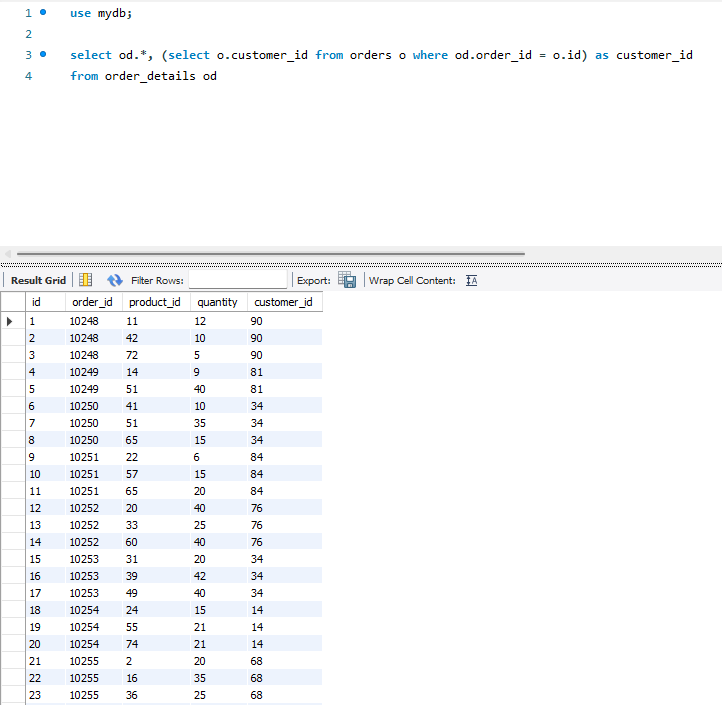 1 use mydb;
2
3 select od.*, (select o.customer_id from orders o where od.order_id = o.id) as customer_id
4 from order_details od
Result Grid Filter Rows: Export: Wrap Cell Content:
id order_id product_id quantity customer_id
1 10248 11 12 90
2 10248 42 10 90
3 10248 72 5 90
4 10249 14 9 81
5 10249 51 40 81
6 10250 41 10 34
7 10250 51 35 34
8 10250 65 15 34
9 10251 22 6 84
10 10251 57 15 84
11 10251 65 20 84
12 10252 20 40 76
13 10252 33 25 76
14 10252 60 40 76
15 10253 31 20 34
16 10253 39 42 34
17 10253 49 40 34
18 10254 24 15 14
19 10254 55 21 14
20 10254 74 21 14
21 10255 2 20 68
22 10255 16 35 68
23 10255 36 25 68